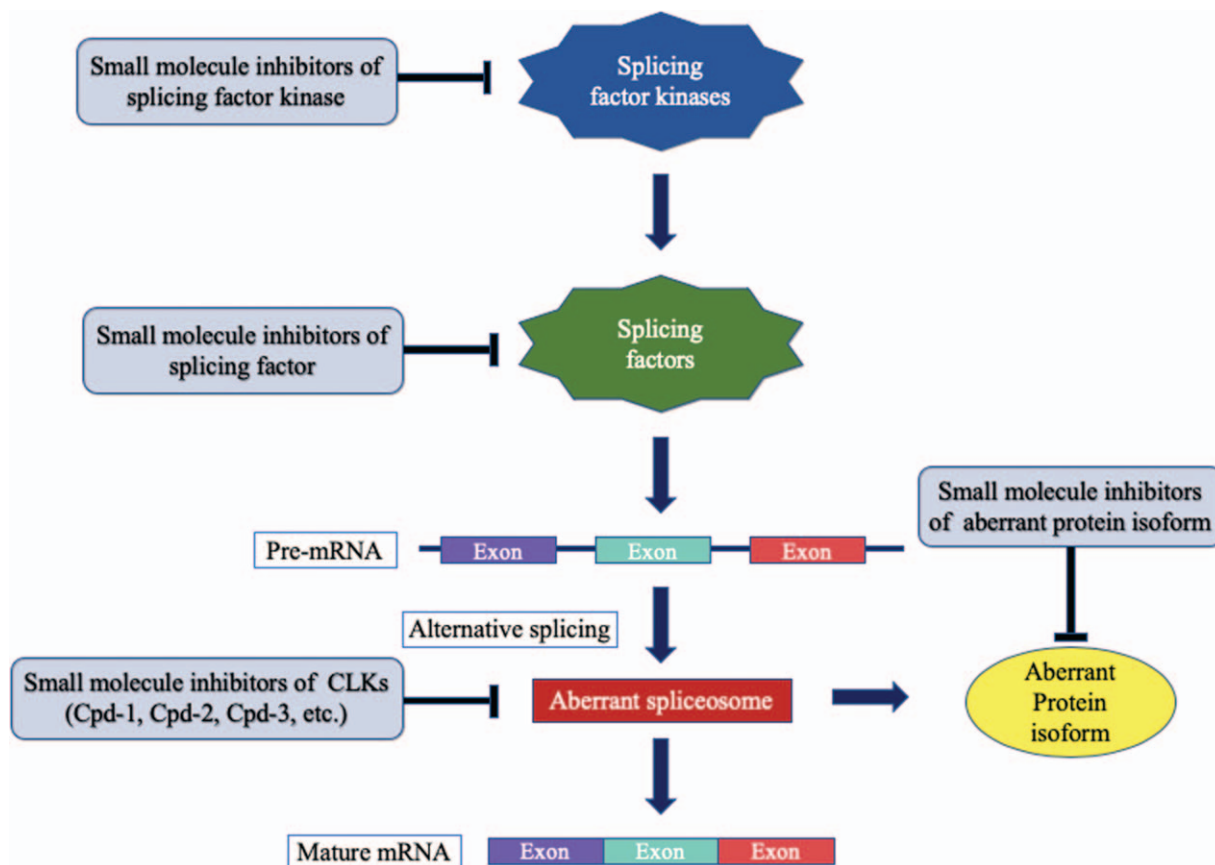 Small molecule inhibitors of
splicing factor kinase
Splicing
factor kinases
Small molecule inhibitors of
splicing factor
Splicing
factors
Small molecule inhibitors
of aberrant protein isoform
Pre-mRNA
Exon
Exon
Exon
Alternative splicing
Small molecule inhibitors of CLKs
(Cpd-1, Cpd-2, Cpd-3, etc.)
Aberrant spliceosome
Aberrant
Protein
isoform
Mature mRNA
Exon
Exon
Exon